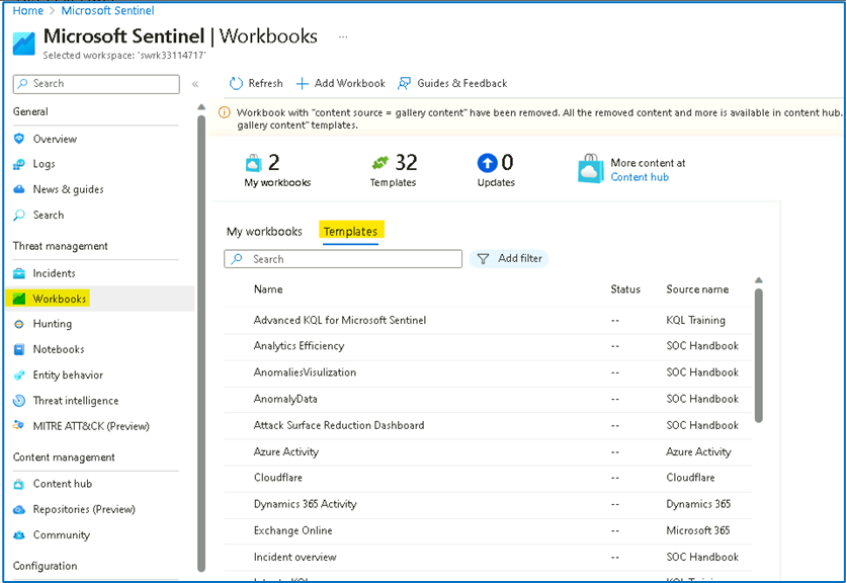 Home > Microsoft Sentinel
Microsoft Sentinel | Workbooks ...
Selected workspace: 'swrk33114717'
Search «
Refresh + Add Workbook Guides & Feedback
General
Overview
Logs
News & guides
Search
Threat management
Incidents
Workbooks
Hunting
Notebooks
Entity behavior
Threat intelligence
MITRE ATT&CK (Preview)
Content management
Content hub
Repositories (Preview)
Community
Configuration
Workbook with "content source = gallery content" have been removed. All the removed content and more is available in content hub.
gallery content" templates.
2
My workbooks
32
Templates
0
Updates
More content at
Content hub
My workbooks Templates
Search Add filter
Name Status Source name
Advanced KQL for Microsoft Sentinel -- KQL Training
Analytics Efficiency -- SOC Handbook
AnomaliesVisulization -- SOC Handbook
AnomalyData -- SOC Handbook
Attack Surface Reduction Dashboard -- SOC Handbook
Azure Activity -- Azure Activity
Cloudflare -- Cloudflare
Dynamics 365 Activity -- Dynamics 365
Exchange Online -- Microsoft 365
Incident overview -- SOC Handbook